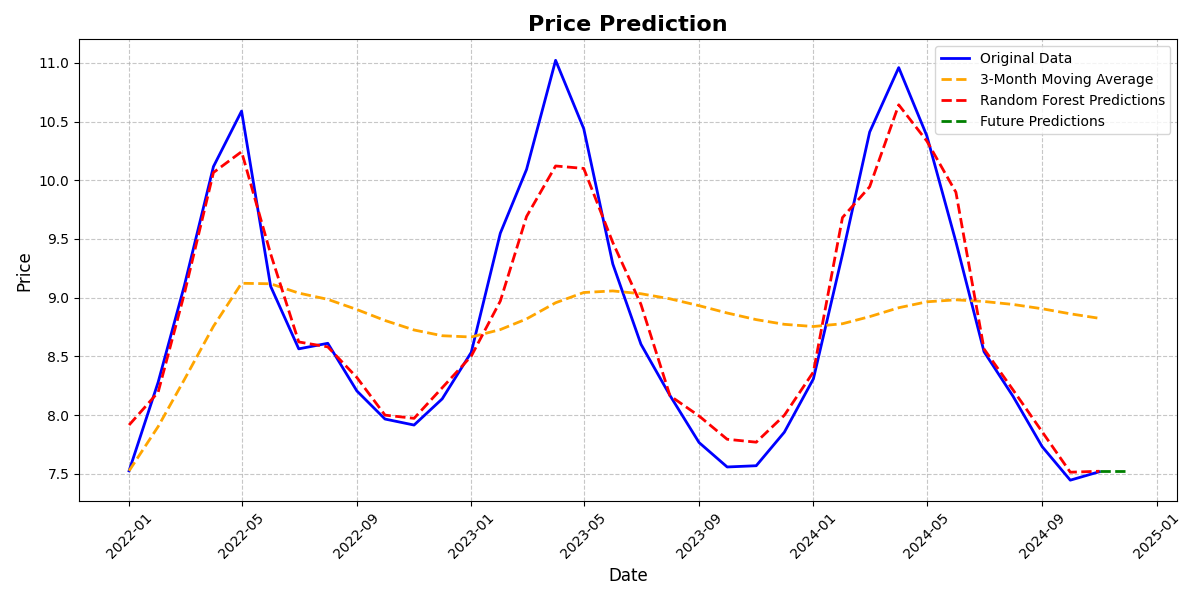 Price Prediction
Original Data
3-Month Moving Average
Random Forest Predictions
Future Predictions
Price
11.0
10.5
10.0
9.5
9.0
8.5
8.0
7.5
2022-01
2022-05
2022-09
2023-01
2023-05
2023-09
2024-01
2024-05
2024-09
2025-01
Date